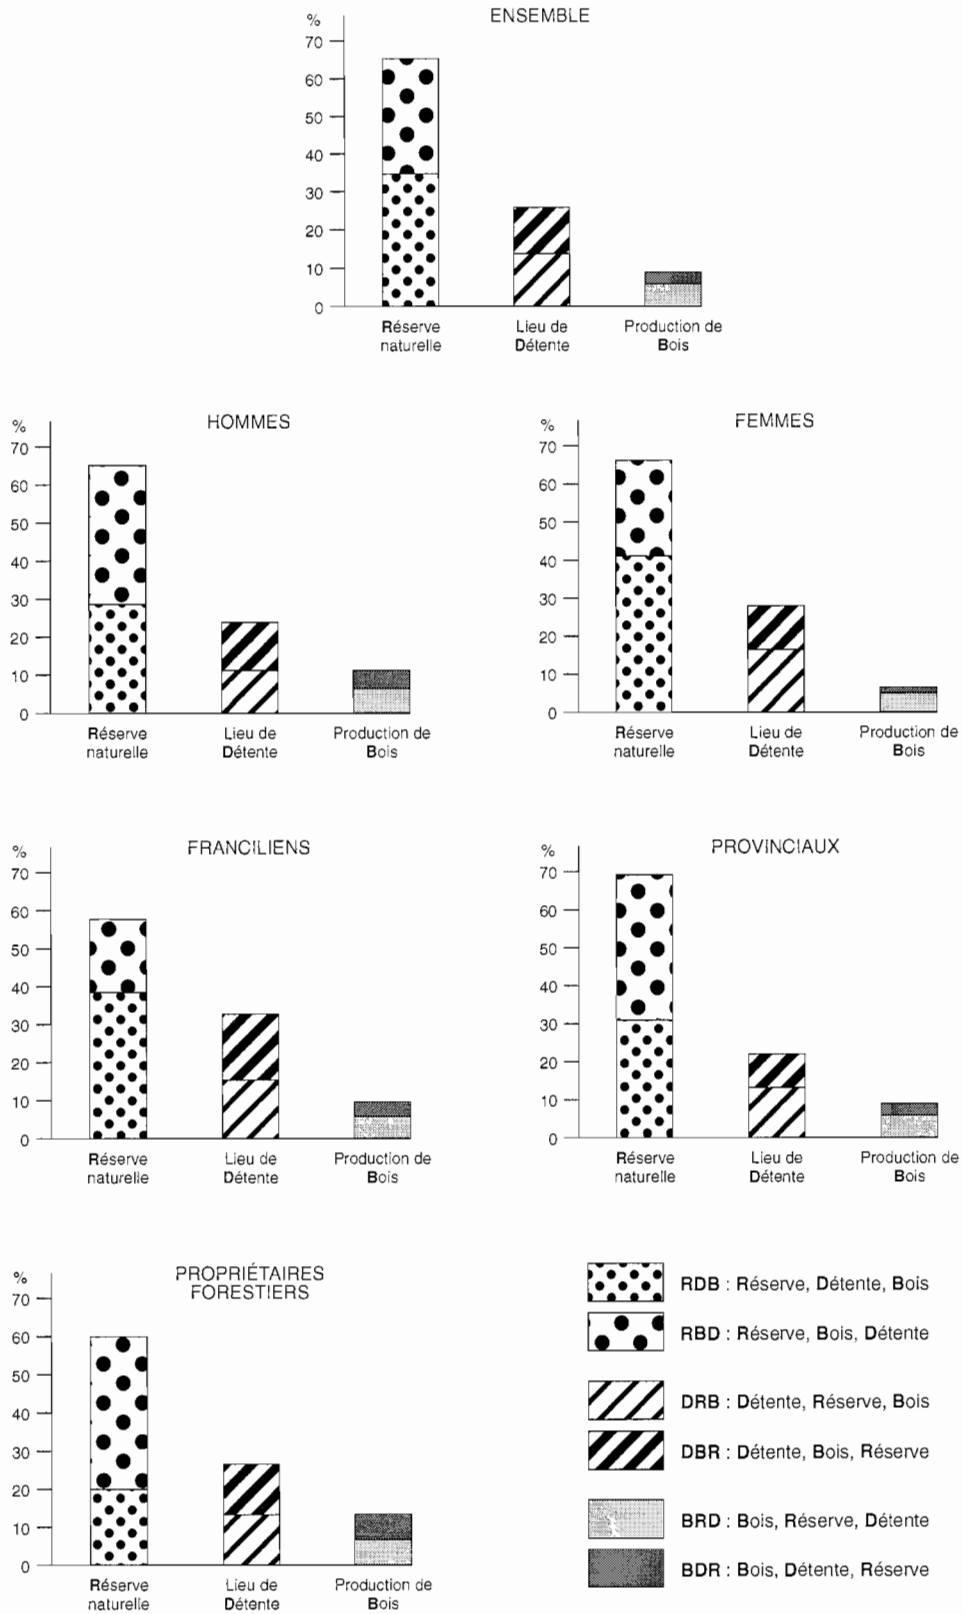 ENSEMBLE
%
70
60
50
40
30
20
10
0
Réserve naturelle
Lieu de Détente
Production de Bois
HOMMES
%
70
60
50
40
30
20
10
0
Réserve naturelle
Lieu de Détente
Production de Bois
FEMMES
%
70
60
50
40
30
20
10
0
Réserve naturelle
Lieu de Détente
Production de Bois
FRANCILIENS
%
70
60
50
40
30
20
10
0
Réserve naturelle
Lieu de Détente
Production de Bois
PROVINCIAUX
%
70
60
50
40
30
20
10
0
Réserve naturelle
Lieu de Détente
Production de Bois
PROPRIÉTAIRES
FORESTIERS
%
70
60
50
40
30
20
10
0
Réserve naturelle
Lieu de Détente
Production de Bois
RDB : Réserve, Détente, Bois
RBD : Réserve, Bois, Détente
DRB : Détente, Réserve, Bois
DBR : Détente, Bois, Réserve
BRD : Bois, Réserve, Détente
BDR : Bois, Détente, Réserve